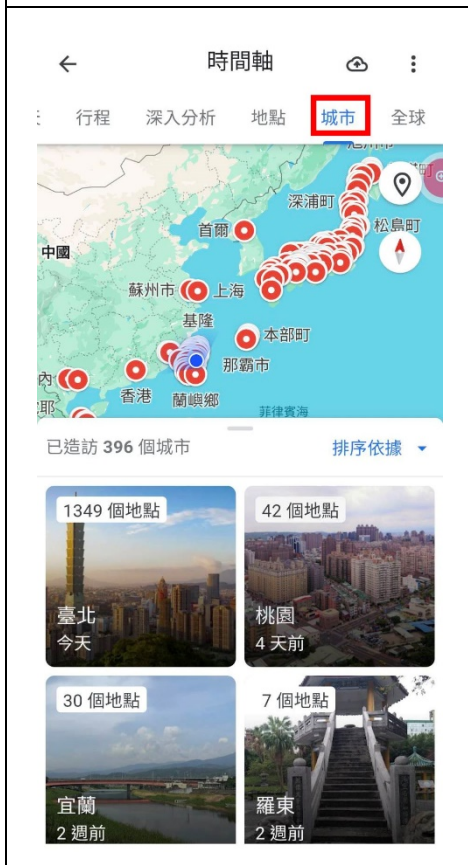 時間軸
行程 深入分析 地點 城市 全球
深浦町
首爾
松島町
中國
蘇州市 上海
基隆
本部町
那霸市
內
香港 蘭嶼鄉
菲律賓海
已造訪 396 個城市 排序依據
1349 個地點
臺北
今天
42 個地點
桃園
4 天前
30 個地點
宜蘭
2 週前
7 個地點
羅東
2 週前